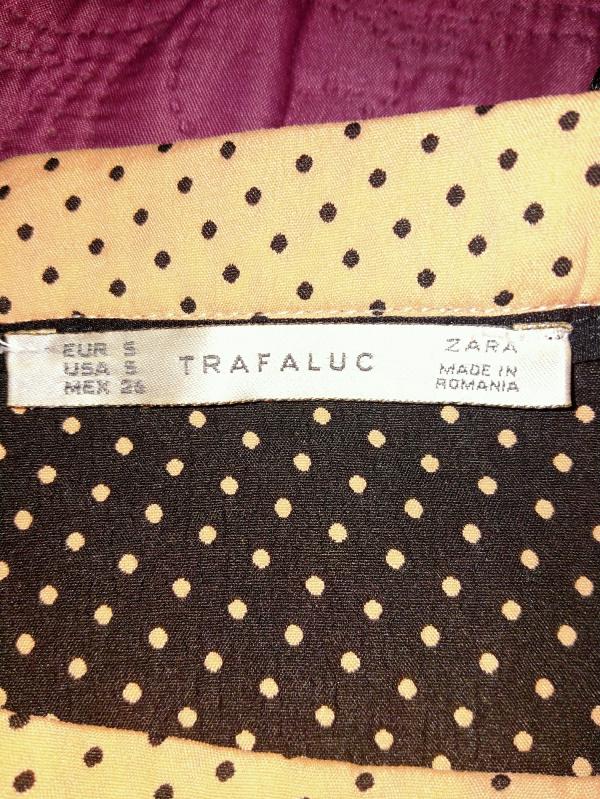 EUR S
USA S
MEX 26
TRAFALUC
ZARA
MADE IN
ROMANIA